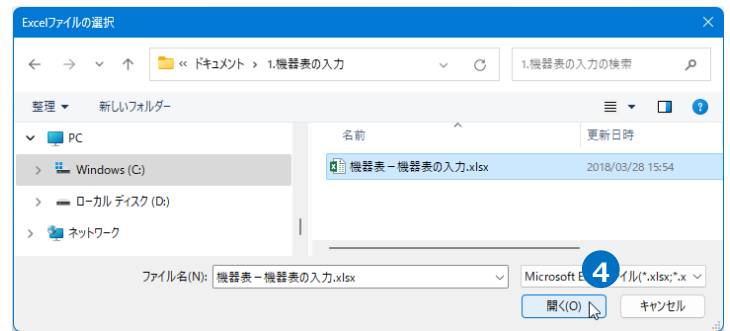 Excelファイルの選択
« ドキュメント › 1.機器表の入力
1.機器表の入力の検索
整理 新しいフォルダー
名前 更新日時
PC
Windows (C:)
機器表－機器表の入力.xlsx 2018/03/28 15:54
ローカル ディスク (D:)
ネットワーク
ファイル名(N): 機器表－機器表の入力.xlsx Microsoft イル(*.xlsx;*.x
4
開く(O) キャンセル